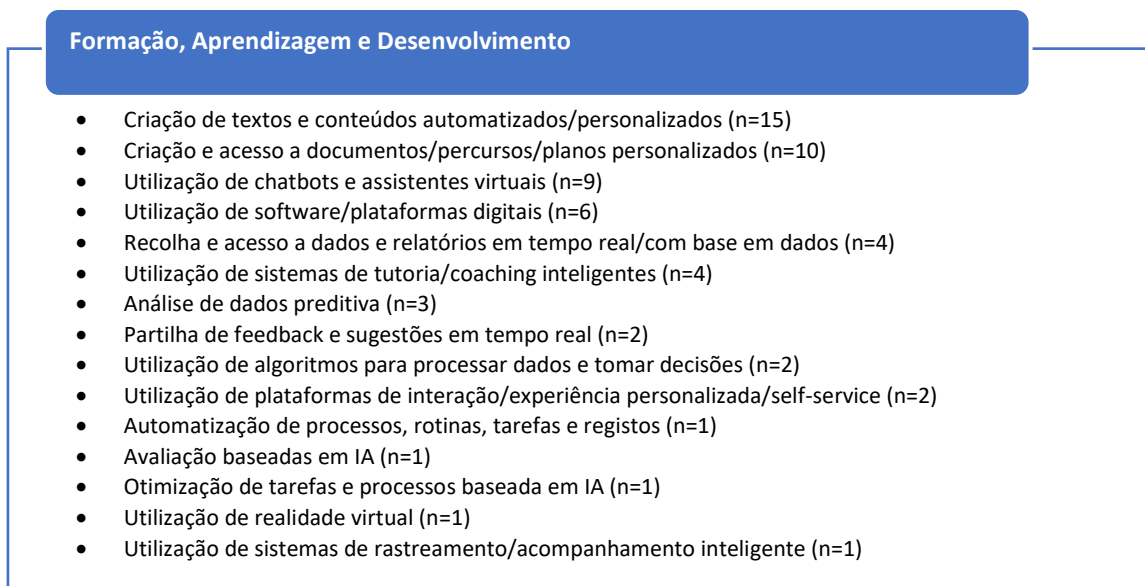 Formação, Aprendizagem e Desenvolvimento
• Criação de textos e conteúdos automatizados/personalizados (n=15)
• Criação e acesso a documentos/percursos/planos personalizados (n=10)
• Utilização de chatbots e assistentes virtuais (n=9)
• Utilização de software/plataformas digitais (n=6)
• Recolha e acesso a dados e relatórios em tempo real/com base em dados (n=4)
• Utilização de sistemas de tutoria/coaching inteligentes (n=4)
• Análise de dados preditiva (n=3)
• Partilha de feedback e sugestões em tempo real (n=2)
• Utilização de algoritmos para processar dados e tomar decisões (n=2)
• Utilização de plataformas de interação/experiência personalizada/self-service (n=2)
• Automatização de processos, rotinas, tarefas e registos (n=1)
• Avaliação baseadas em IA (n=1)
• Otimização de tarefas e processos baseada em IA (n=1)
• Utilização de realidade virtual (n=1)
• Utilização de sistemas de rastreamento/acompanhamento inteligente (n=1)